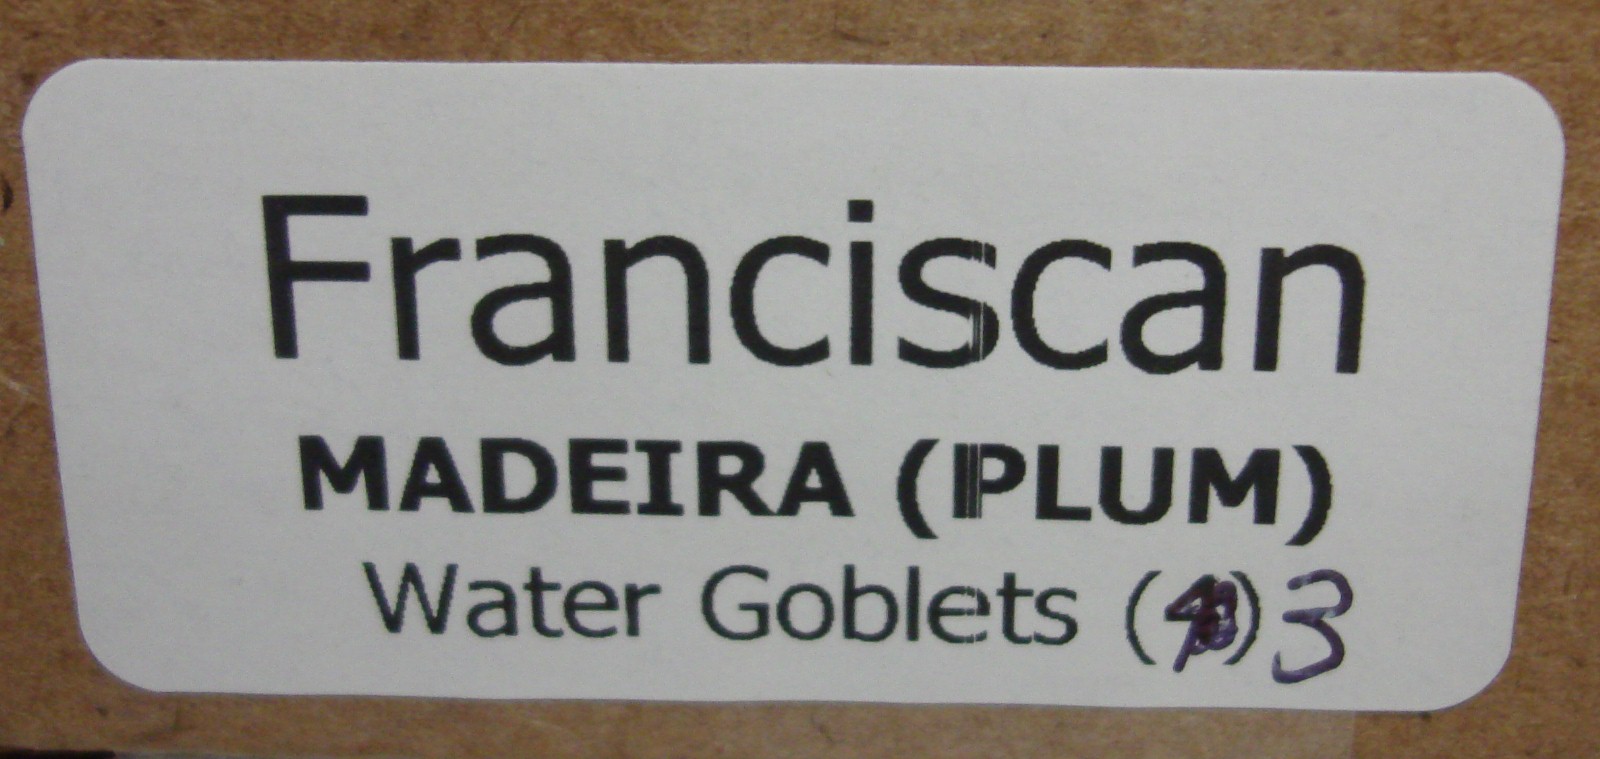 Franciscan
MADEIRA (PLUM)
Water Goblets () 3